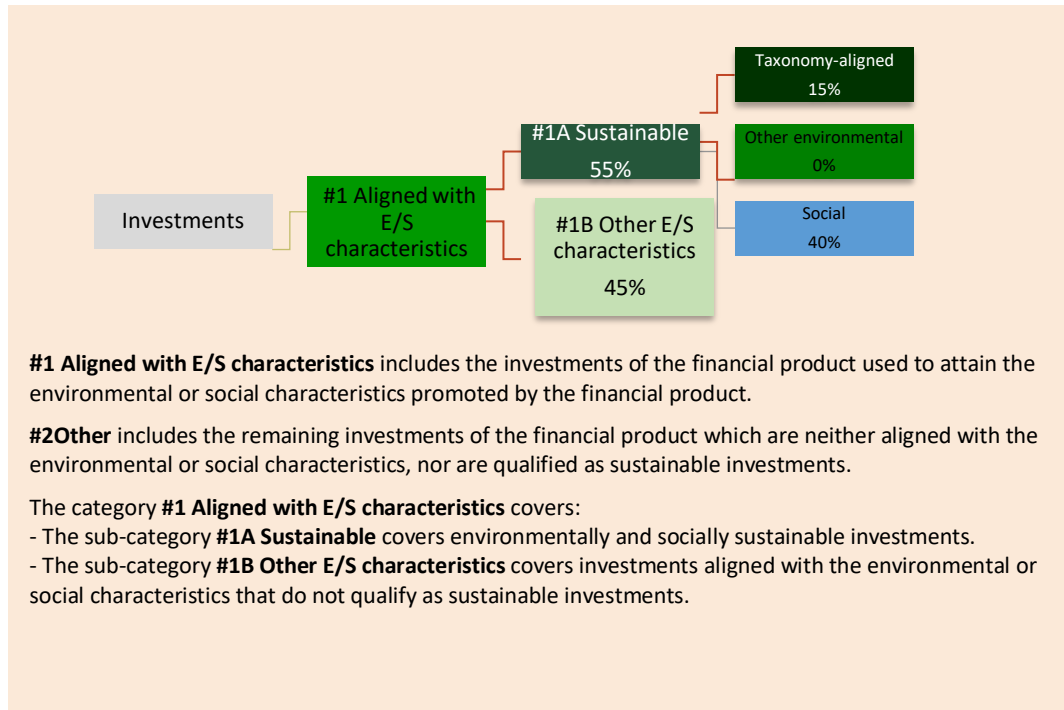 Taxonomy-aligned
15%
#1A Sustainable
55%
Other environmental
0%
Investments
#1 Aligned with
E/S
characteristics
#1B Other E/S
characteristics
45%
Social
40%
#1 Aligned with E/S characteristics includes the investments of the financial product used to attain the
environmental or social characteristics promoted by the financial product.
#2Other includes the remaining investments of the financial product which are neither aligned with the
environmental or social characteristics, nor are qualified as sustainable investments.
The category #1 Aligned with E/S characteristics covers:
- The sub-category #1A Sustainable covers environmentally and socially sustainable investments.
- The sub-category #1B Other E/S characteristics covers investments aligned with the environmental or
social characteristics that do not qualify as sustainable investments.